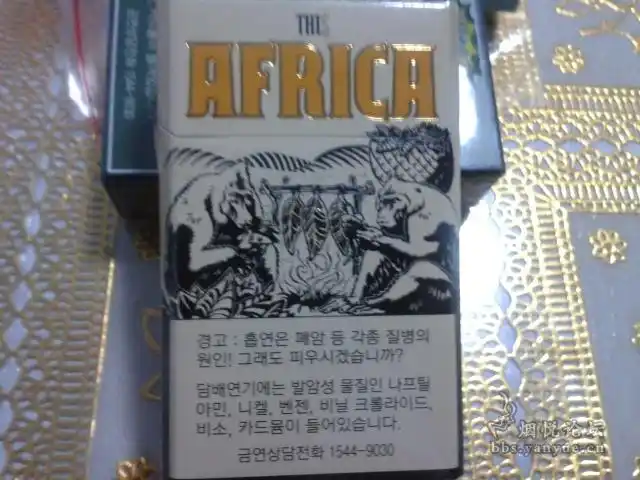 THIS
AFRICA
경고 : 흡연은 폐암 등 각종 질병의
원인! 그래도 피우시겠습니까?
담배연기에는 발암성 물질인 나프틸
아민, 니켈, 벤젠, 비닐 크롤라이드,
비소, 카드뮴이 들어있습니다.
금연상담전화 1544-9030
烟悦论坛
bbs.yanyue.cn